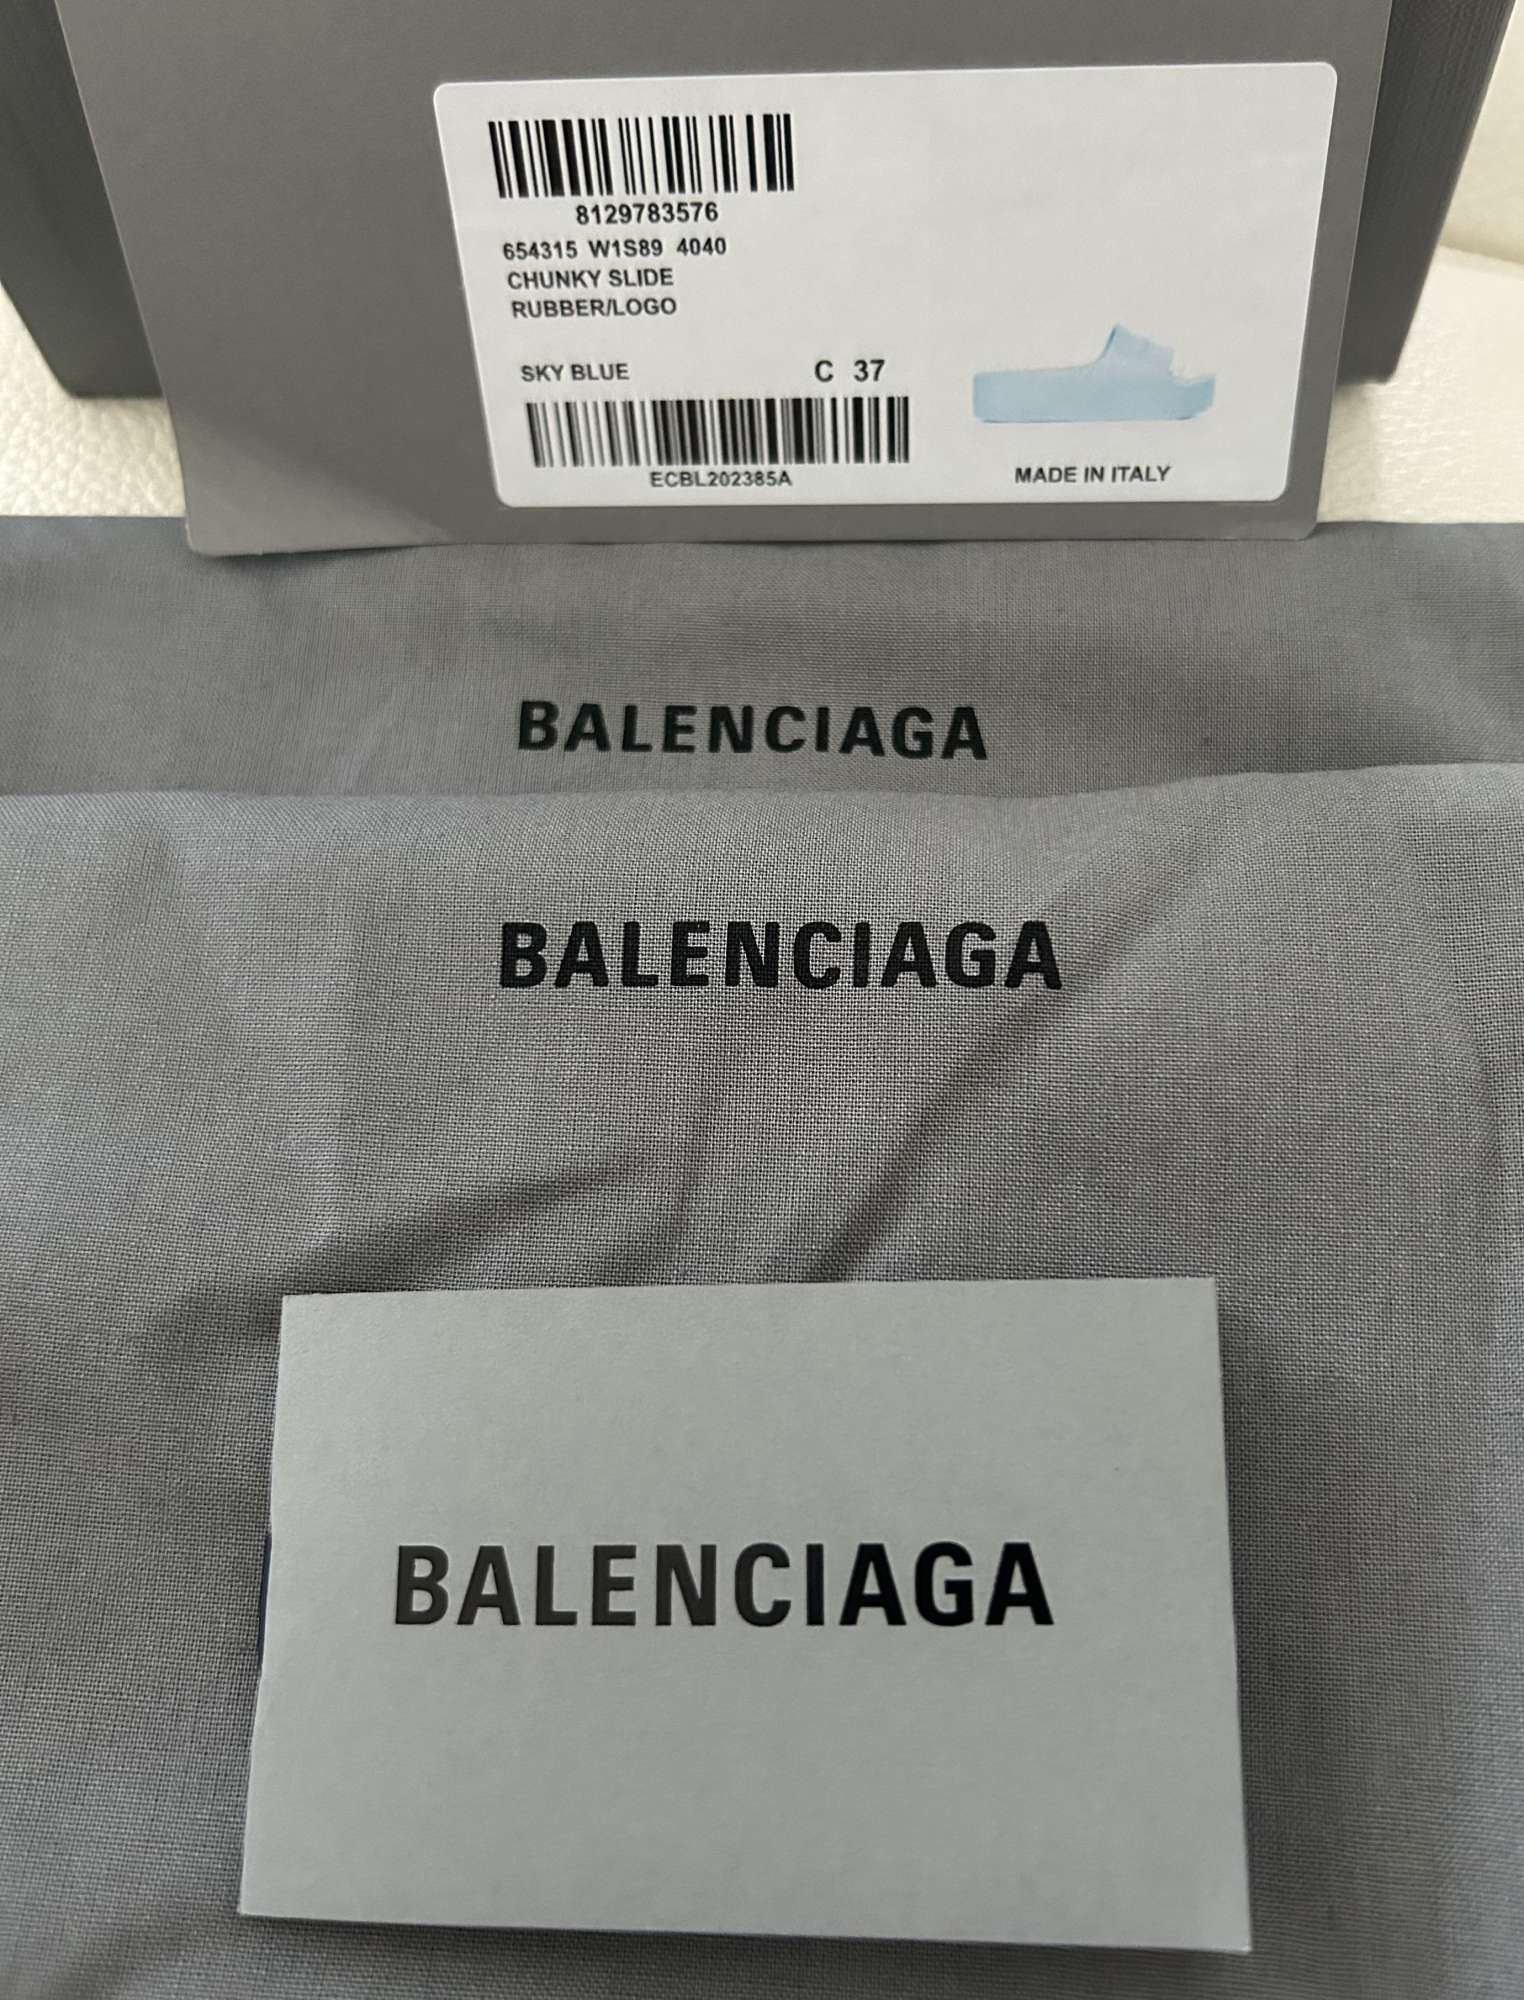 8129783576
654315 W1S89 4040
CHUNKY SLIDE
RUBBER/LOGO
SKY BLUE C 37
ECBL202385A
MADE IN ITALY
BALENCIAGA
BALENCIAGA
BALENCIAGA